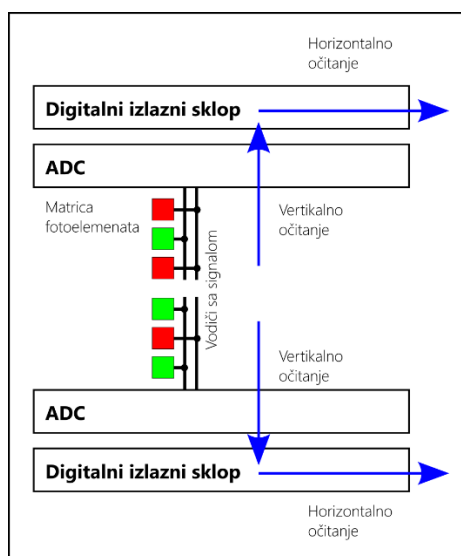 Horizontalno
očitanje
Digitalni izlazni sklop
ADC
Matrica
fotoelemenata
Vodiči sa signalom
Vertikalno
očitanje
Vertikalno
očitanje
ADC
Digitalni izlazni sklop
Horizontalno
očitanje